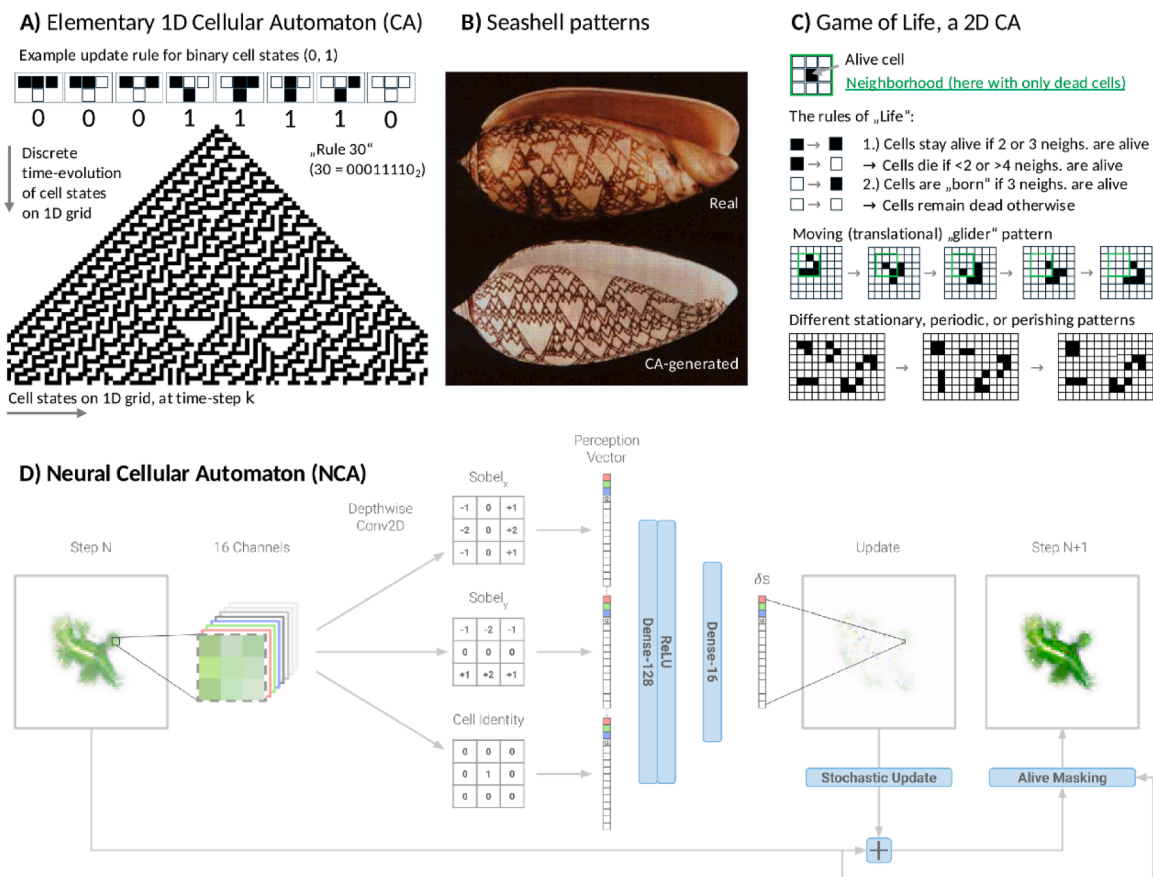 A) Elementary 1D Cellular Automaton (CA)
Example update rule for binary cell states (0, 1)
0 0 0 1 1 1 1 0
Discrete
time-evolution
of cell states
on 1D grid
„Rule 30“
(30 = 00011110₂)
Cell states on 1D grid, at time-step k
B) Seashell patterns
Real
CA-generated
C) Game of Life, a 2D CA
Alive cell
Neighborhood (here with only dead cells)
The rules of „Life“:
→ 1.) Cells stay alive if 2 or 3 neighs. are alive
→ → Cells die if <2 or >4 neighs. are alive
→ 2.) Cells are „born“ if 3 neighs. are alive
→ → Cells remain dead otherwise
Moving (translational) „glider“ pattern
Different stationary, periodic, or perishing patterns
D) Neural Cellular Automaton (NCA)
Step N
16 Channels
Depthwise
Conv2D
Sobelₓ
-1 0 +1
-2 0 +2
-1 0 +1
Sobel_y
-1 -2 -1
0 0 0
+1 +2 +1
Cell Identity
0 0 0
0 1 0
0 0 0
Perception
Vector
α
α
α
Dense-128
ReLU
Dense-16
δs
α
Update
Stochastic Update
+
Step N+1
Alive Masking